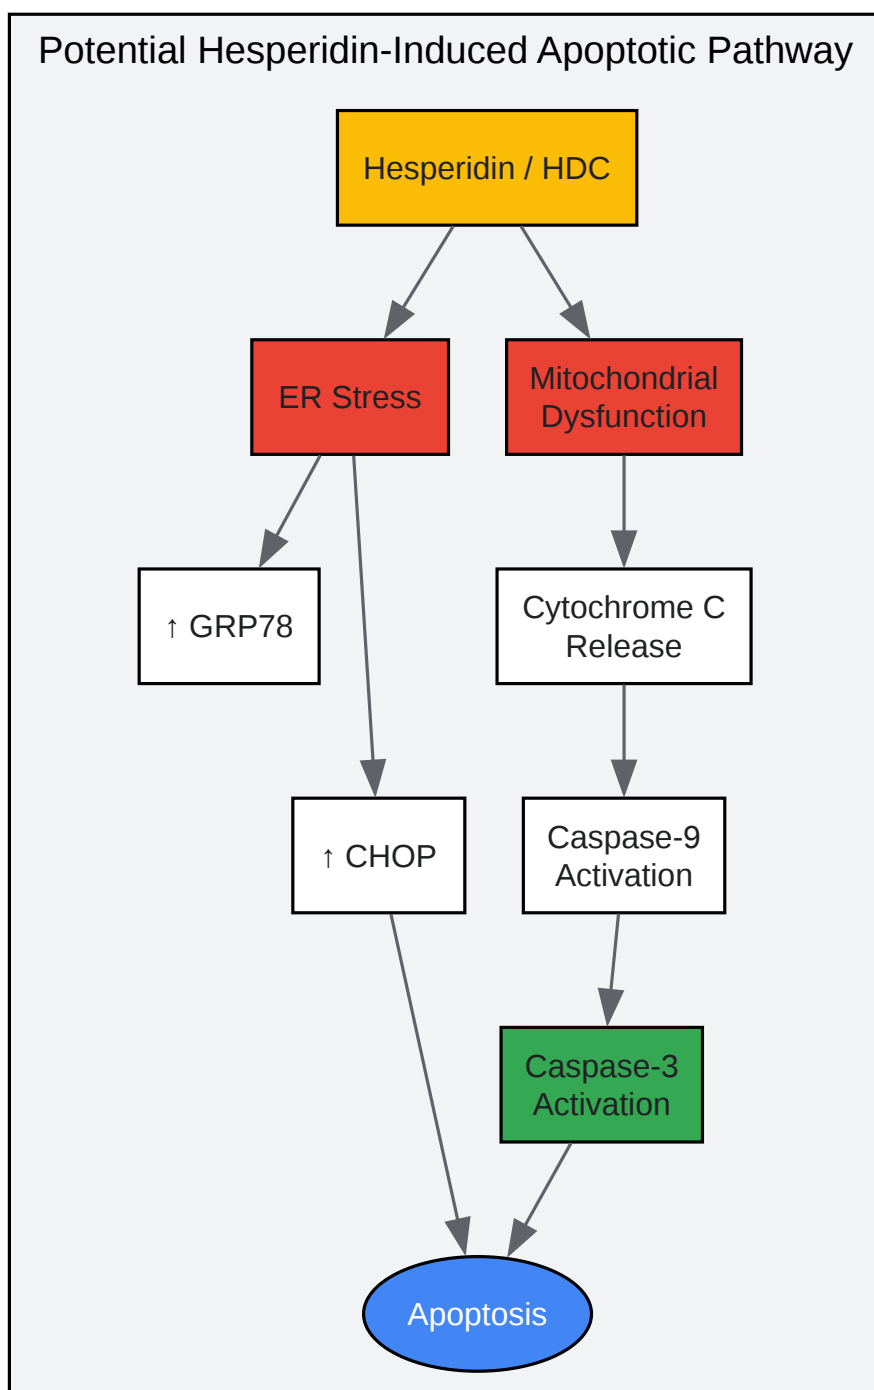 Potential Hesperidin-Induced Apoptotic Pathway
Hesperidin / HDC
ER Stress
Mitochondrial
Dysfunction
↑ GRP78
Cytochrome C
Release
↑ CHOP
Caspase-9
Activation
Caspase-3
Activation
Apoptosis